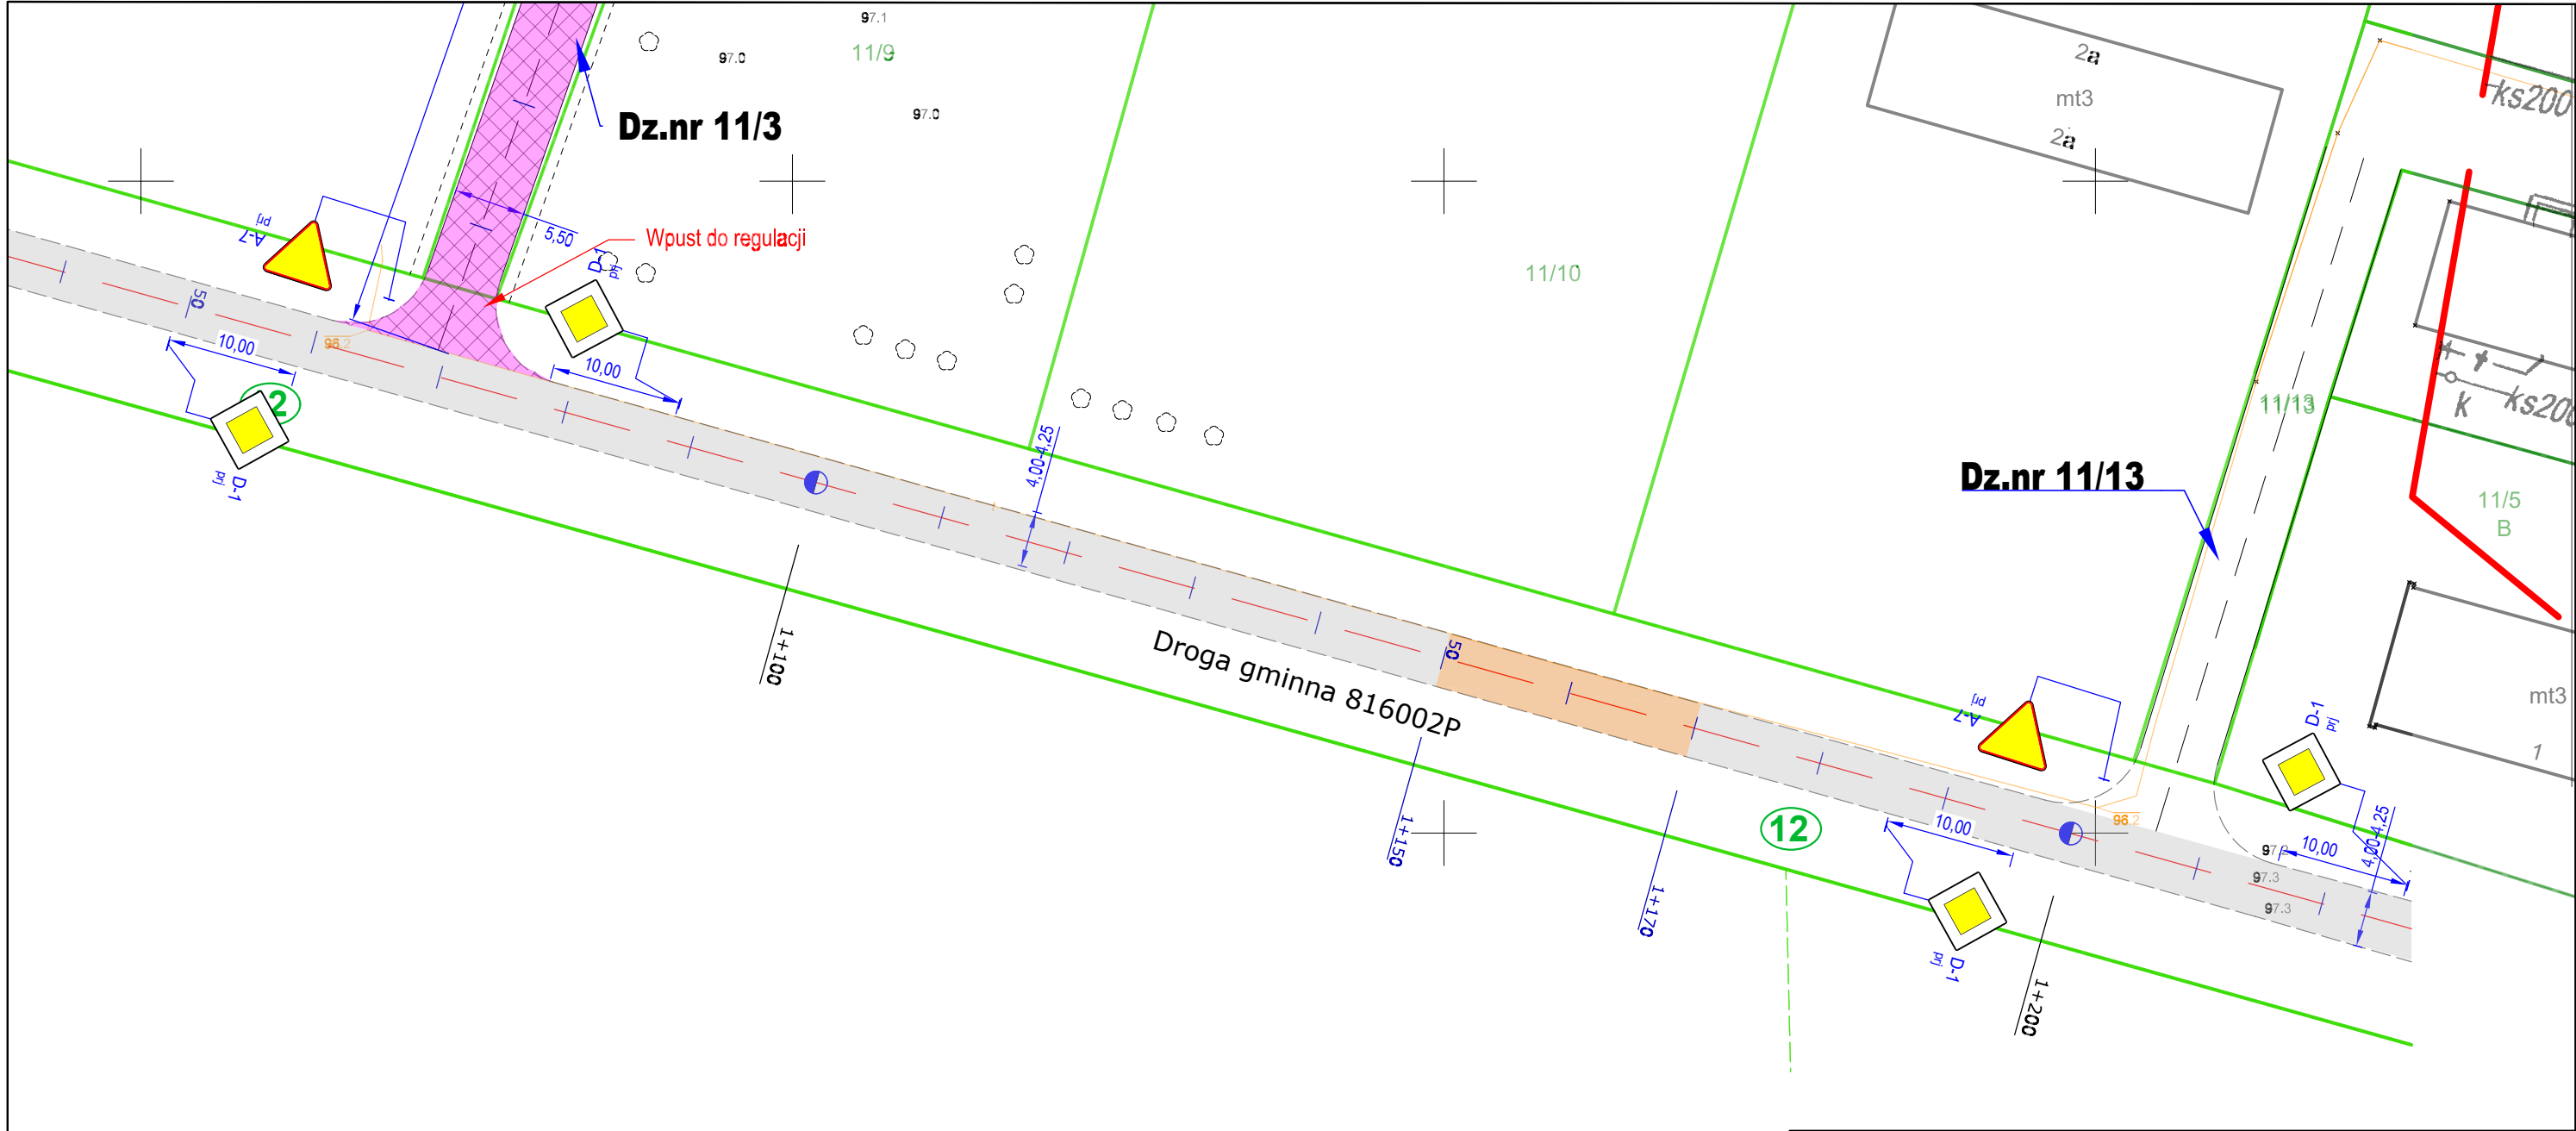 97.1
97.0
11/9
97.0
Dz.nr 11/3
2a
mt3
2a
ks200
A-7
prj
5,50
D-1
prj
Wpust do regulacji
11/10
50
10,00
96.2
10,00
12
D-1
prj
4,00-4,25
11/13
k
ks200
Dz.nr 11/13
11/5
B
1+100
Droga gminna 816002P
50
A-7
prj
D-1
prj
mt3
1
1+150
12
10,00
96.2
97.2
10,00
4,00-4,25
97.3
97.3
1+170
D-1
prj
1+200